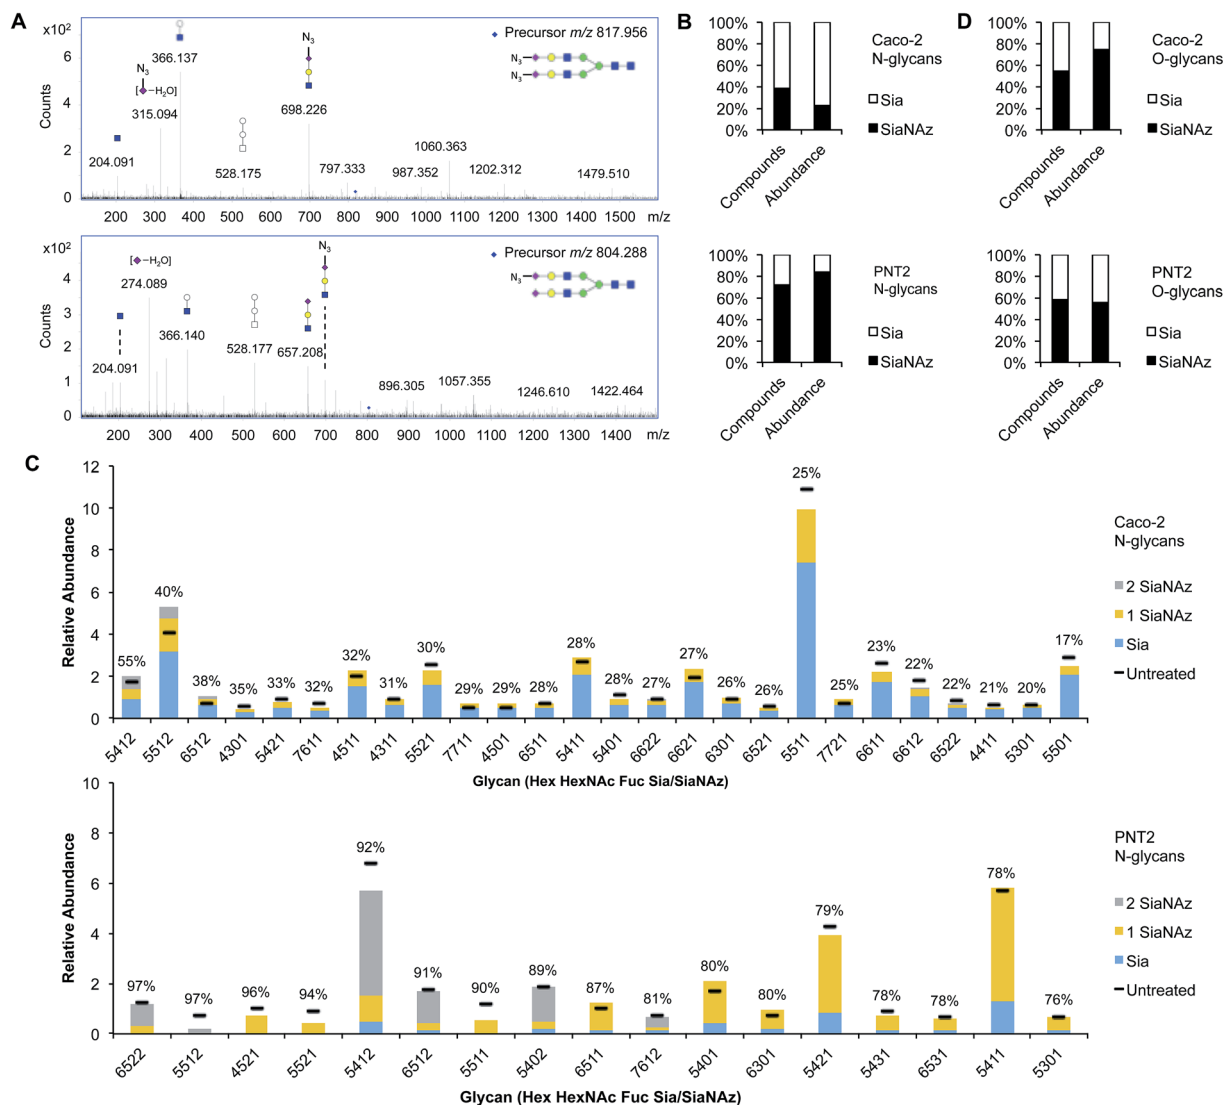 A
x10²
6
4
2
0
Counts
366.137
N₃
[ –H₂O]
315.094
204.091
528.175
N₃
698.226
797.333
987.352
1060.363
1202.312
1479.510
Precursor m/z 817.956
N₃
N₃
200 300 400 500 600 700 800 900 1000 1100 1200 1300 1400 1500 m/z
x10²
4
3
2
1
0
Counts
[ –H₂O]
274.089
366.140
204.091
528.177
657.208
N₃
896.305
1057.355
1246.610
1422.464
Precursor m/z 804.288
N₃
200 300 400 500 600 700 800 900 1000 1100 1200 1300 1400 m/z
B
100%
80%
60%
40%
20%
0%
Compounds
Abundance
Caco-2
N-glycans
Sia
SiaNAz
100%
80%
60%
40%
20%
0%
Compounds
Abundance
PNT2
N-glycans
Sia
SiaNAz
D
100%
80%
60%
40%
20%
0%
Compounds
Abundance
Caco-2
O-glycans
Sia
SiaNAz
100%
80%
60%
40%
20%
0%
Compounds
Abundance
PNT2
O-glycans
Sia
SiaNAz
C
12
10
8
6
4
2
0
Relative Abundance
55% 40% 38% 35% 33% 32% 32% 31% 30% 29% 29% 28% 28% 28% 27% 27% 26% 26% 25% 25% 23% 22% 22% 21% 20% 17%
5412 5512 6512 4301 5421 7611 4511 4311 5521 7711 4501 6511 5411 5401 6622 6621 6301 6521 5511 7721 6611 6612 6522 4411 5301 5501
Glycan (Hex HexNAc Fuc Sia/SiaNAz)
Caco-2
N-glycans
2 SiaNAz
1 SiaNAz
Sia
Untreated
10
8
6
4
2
0
Relative Abundance
97% 97% 96% 94% 92% 91% 90% 89% 87% 81% 80% 80% 79% 78% 78% 78% 76%
6522 5512 4521 5521 5412 6512 5511 5402 6511 7612 5401 6301 5421 5431 6531 5411 5301
Glycan (Hex HexNAc Fuc Sia/SiaNAz)
PNT2
N-glycans
2 SiaNAz
1 SiaNAz
Sia
Untreated